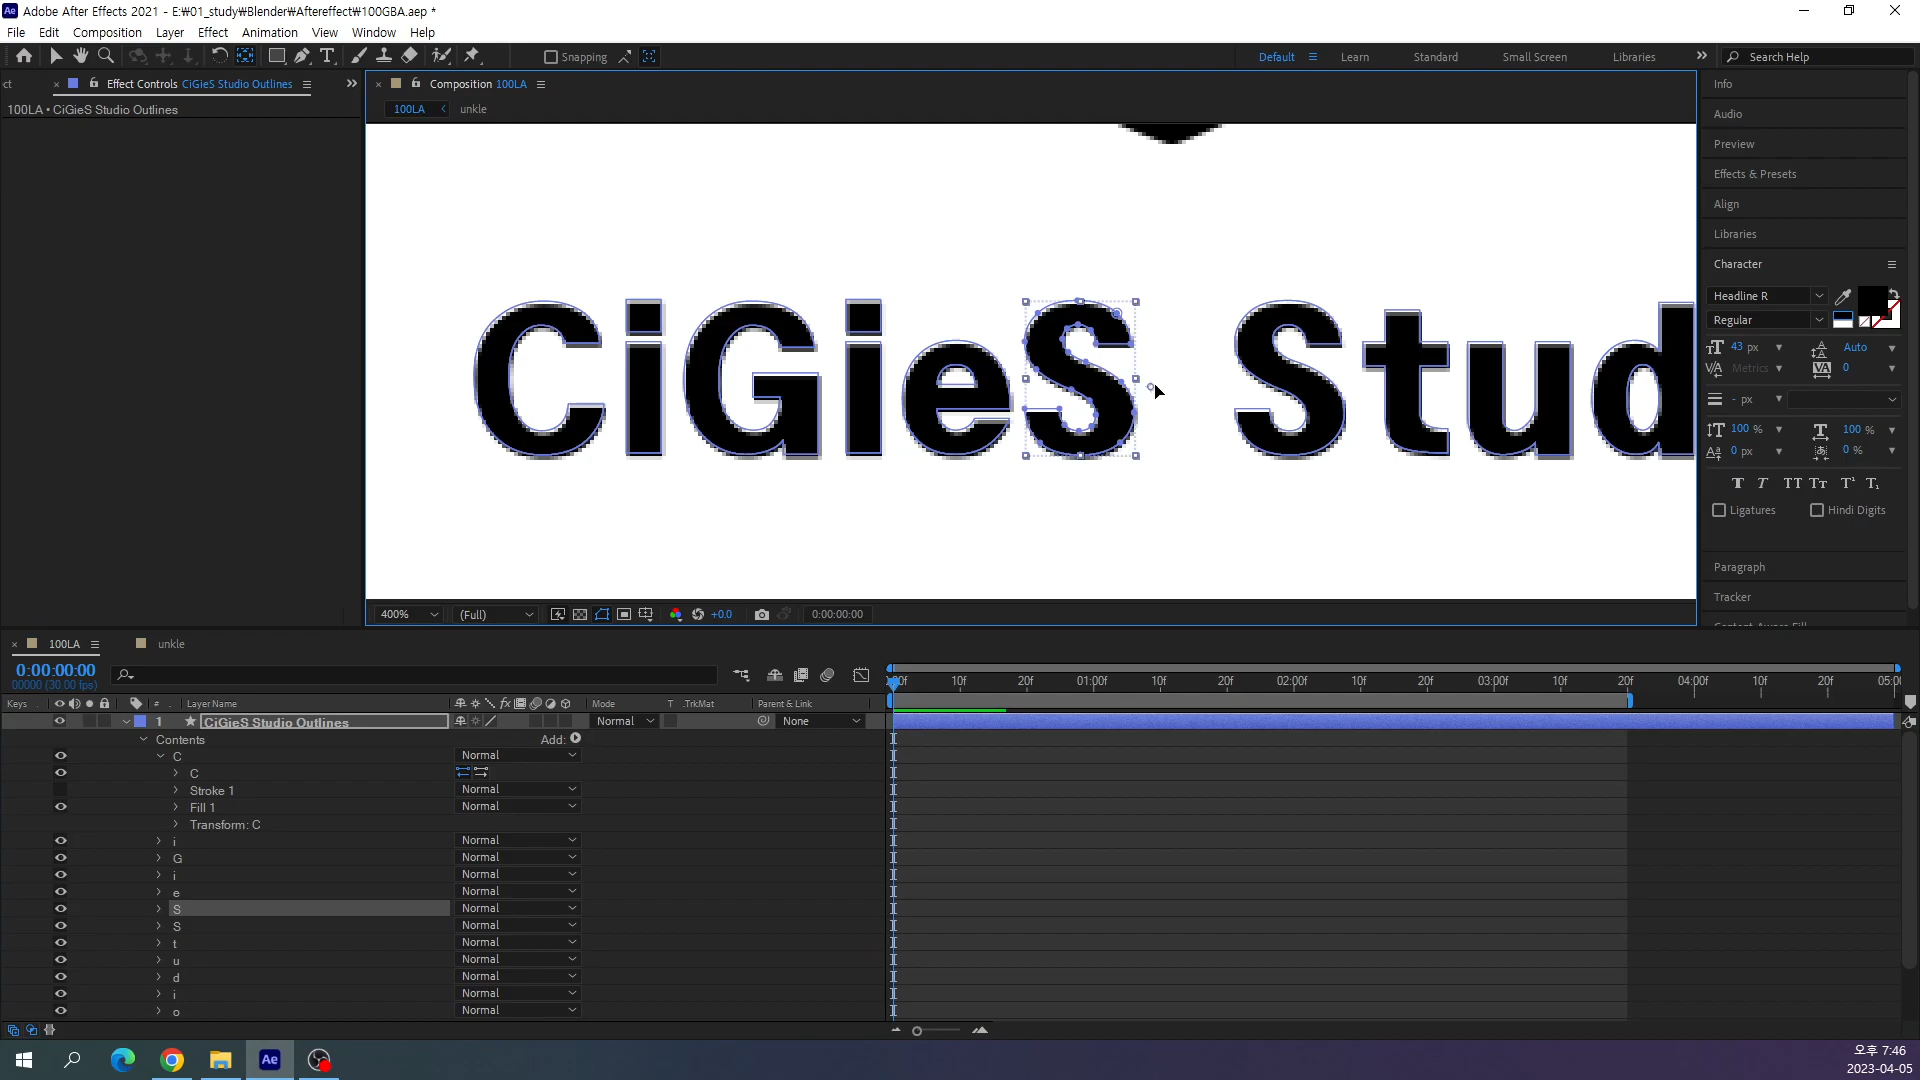 Adobe After Effects 2021 - E:₩01_study₩Blender₩Aftereffect₩100GBA.aep *
File Edit Composition Layer Effect Animation View Window Help
Snapping
Default Learn Standard Small Screen Libraries Search Help
ct Effect Controls CiGieS Studio Outlines
100LA • CiGieS Studio Outlines
Composition 100LA
100LA unkle
CiGieS Stud
400% (Full) +0.0 0:00:00:00
Info
Audio
Preview
Effects & Presets
Align
Libraries
Character
Headline R
Regular
43 px Auto
Metrics 0
- px
100 % 100 %
0 px 0 %
Ligatures Hindi Digits
Paragraph
Tracker
Content-Aware Fill
100LA unkle
0:00:00:00
00000 (30.00 fps)
:00f 10f 20f 01:00f 10f 20f 02:00f 10f 20f 03:00f 10f 20f 04:00f 10f 20f 05:00
Keys # Layer Name Mode T .TrkMat Parent & Link
1 CiGieS Studio Outlines Normal None
Contents Add:
C Normal
C
Stroke 1 Normal
Fill 1 Normal
Transform: C
i Normal
G Normal
i Normal
e Normal
S Normal
S Normal
t Normal
u Normal
d Normal
i Normal
o Normal
오후 7:46
2023-04-05